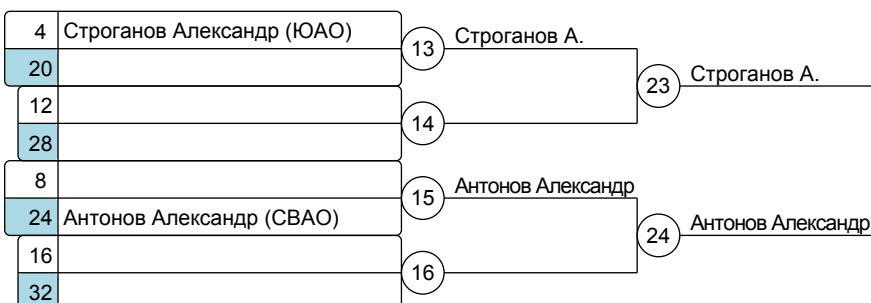 4 Строганов Александр (ЮАО)
13 Строганов А.
20
23 Строганов А.
12
14
28
8
15 Антонов Александр
24 Антонов Александр (СВАО)
24 Антонов Александр
16
16
32